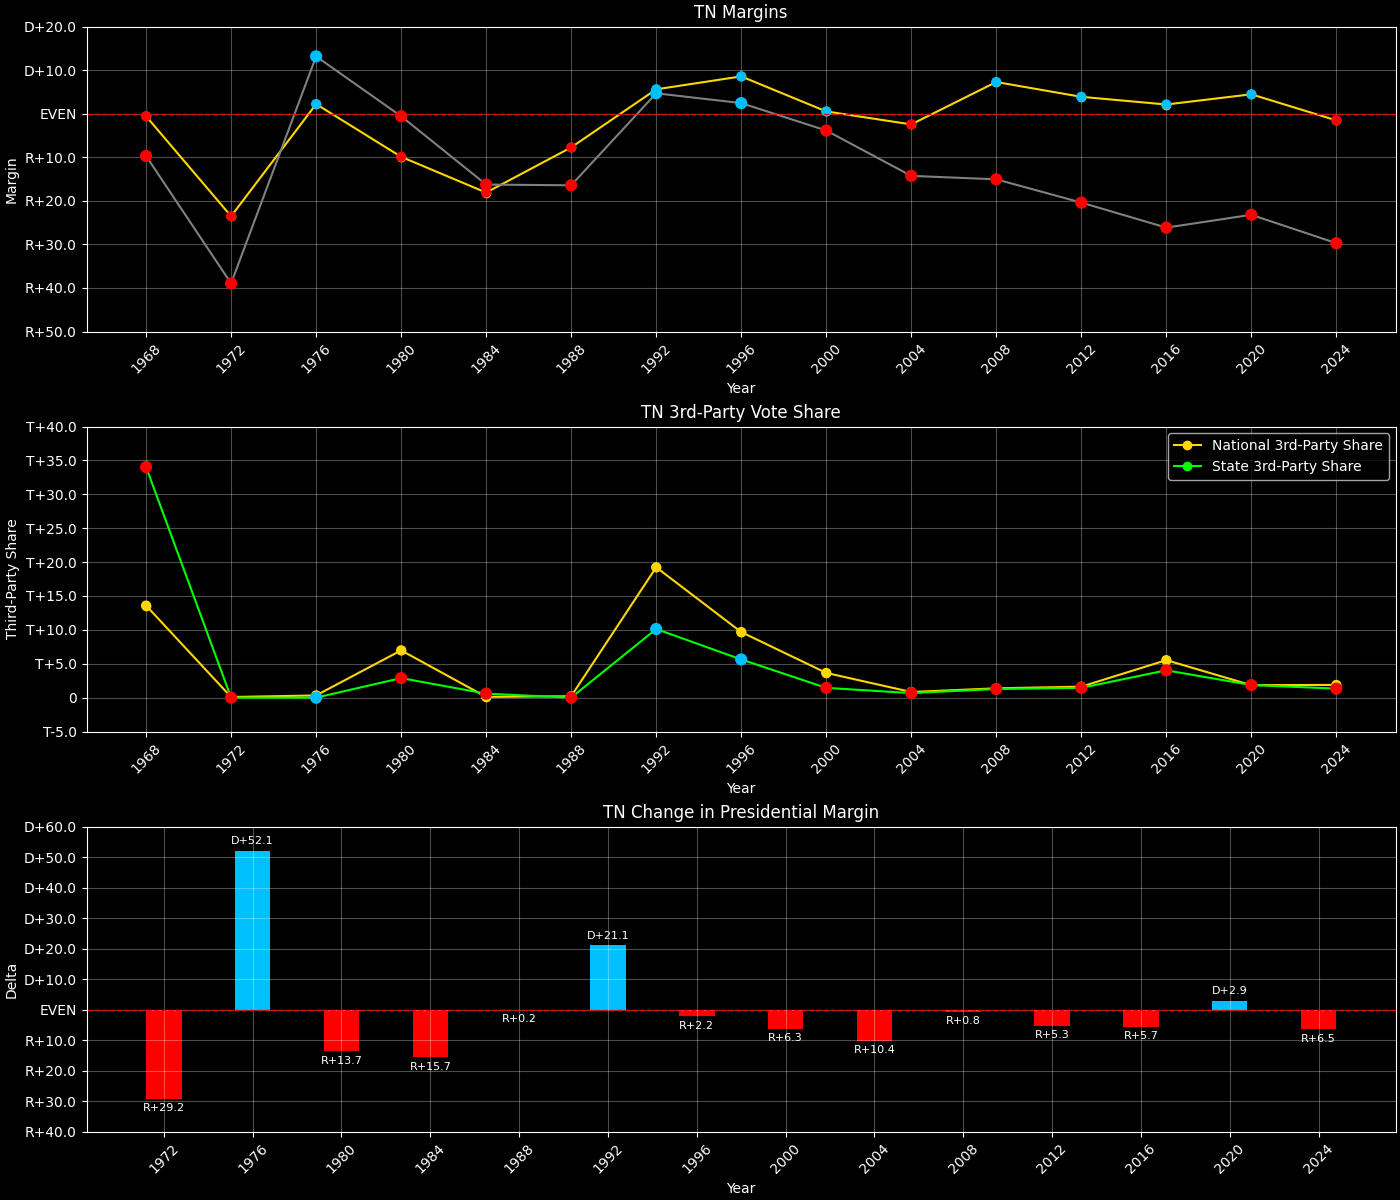 TN Margins
D+20.0
D+10.0
EVEN
R+10.0
R+20.0
R+30.0
R+40.0
R+50.0
Margin
1968 1972 1976 1980 1984 1988 1992 1996 2000 2004 2008 2012 2016 2020 2024
Year
TN 3rd-Party Vote Share
T+40.0
T+35.0
T+30.0
T+25.0
T+20.0
T+15.0
T+10.0
T+5.0
0
T-5.0
Third-Party Share
National 3rd-Party Share
State 3rd-Party Share
1968 1972 1976 1980 1984 1988 1992 1996 2000 2004 2008 2012 2016 2020 2024
Year
TN Change in Presidential Margin
D+60.0
D+50.0
D+40.0
D+30.0
D+20.0
D+10.0
EVEN
R+10.0
R+20.0
R+30.0
R+40.0
Delta
R+29.2
D+52.1
R+13.7
R+15.7
R+0.2
D+21.1
R+2.2
R+6.3
R+10.4
R+0.8
R+5.3
R+5.7
D+2.9
R+6.5
1972 1976 1980 1984 1988 1992 1996 2000 2004 2008 2012 2016 2020 2024
Year